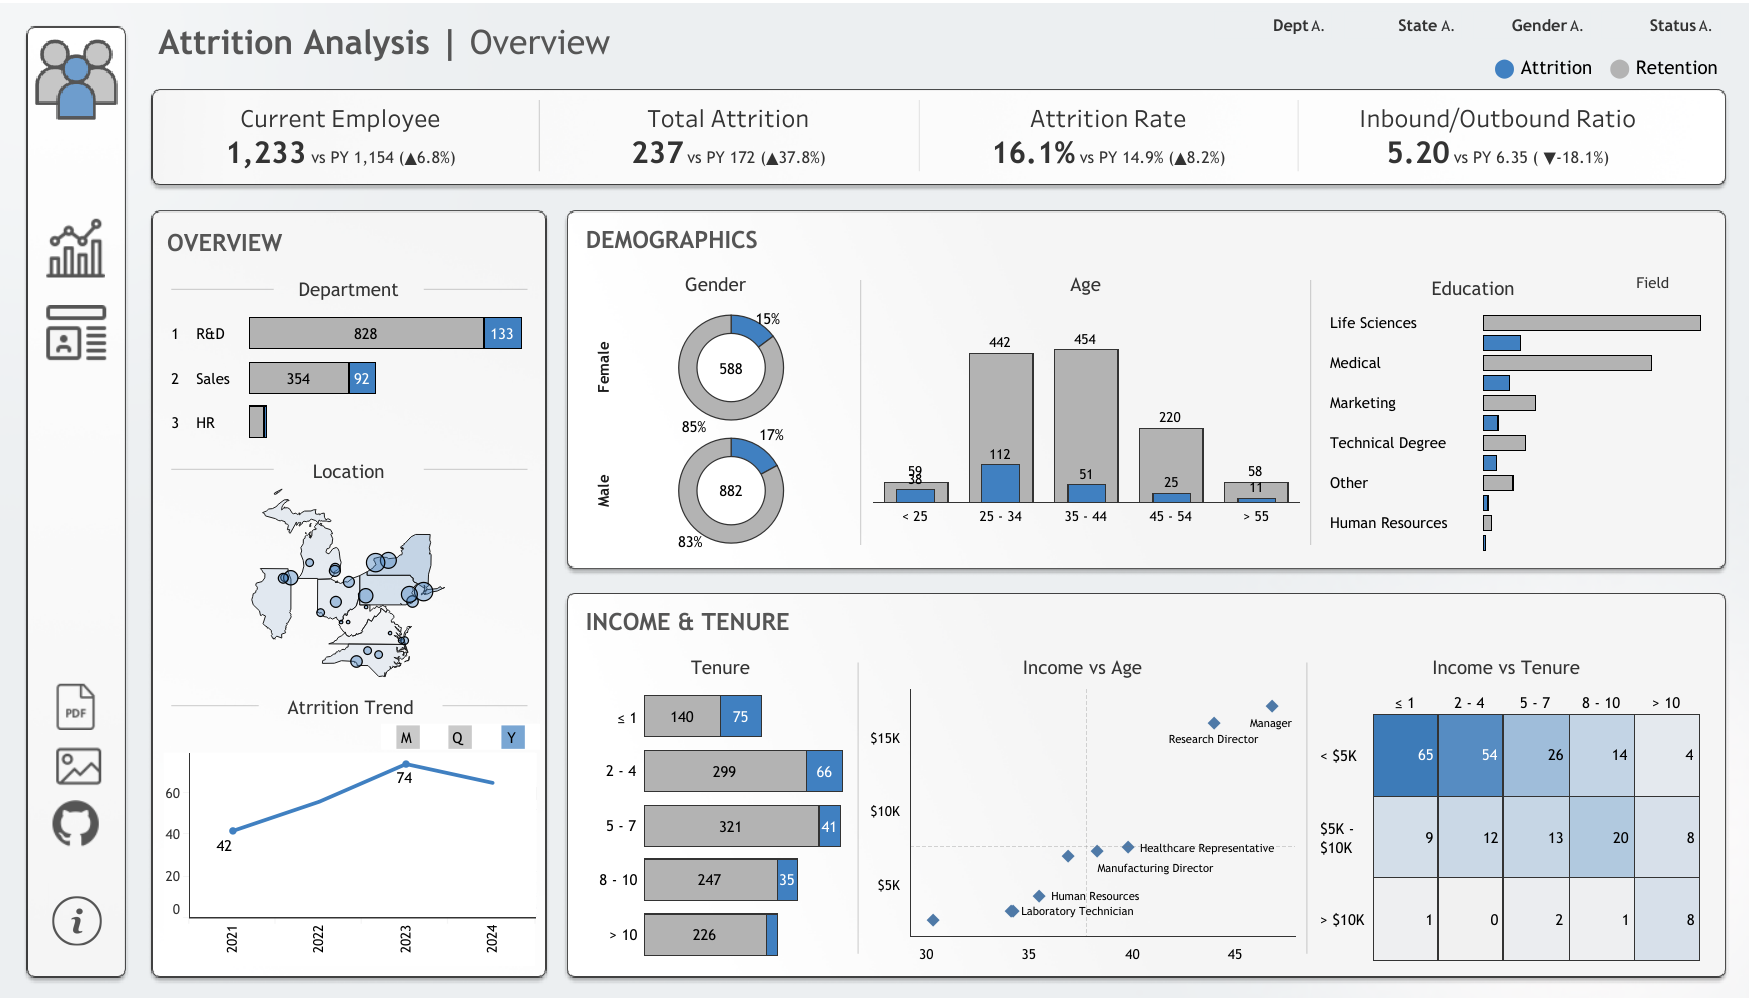 Attrition Analysis | Overview
Dept A.
State A.
Gender A.
Status A.
Attrition
Retention
Current Employee
1,233 vs PY 1,154 (▲6.8%)
Total Attrition
237 vs PY 172 (▲37.8%)
Attrition Rate
16.1% vs PY 14.9% (▲8.2%)
Inbound/Outbound Ratio
5.20 vs PY 6.35 ( ▼-18.1%)
PDF
OVERVIEW
Department
1 R&D 828 133
2 Sales 354 92
3 HR
Location
Atrrition Trend
M Q Y
60
40
20
0
42
74
2021 2022 2023 2024
DEMOGRAPHICS
Gender
Female
15%
588
85%
Male
17%
882
83%
Age
59
38
442
112
454
51
220
25
58
11
< 25
25 - 34
35 - 44
45 - 54
> 55
Education
Field
Life Sciences
Medical
Marketing
Technical Degree
Other
Human Resources
INCOME & TENURE
Tenure
≤ 1 140 75
2 - 4 299 66
5 - 7 321 41
8 - 10 247 35
> 10 226
Income vs Age
$15K
$10K
$5K
Manager
Research Director
Healthcare Representative
Manufacturing Director
Human Resources
Laboratory Technician
30 35 40 45
Income vs Tenure
≤ 1 2 - 4 5 - 7 8 - 10 > 10
< $5K 65 54 26 14 4
$5K -
$10K 9 12 13 20 8
> $10K 1 0 2 1 8